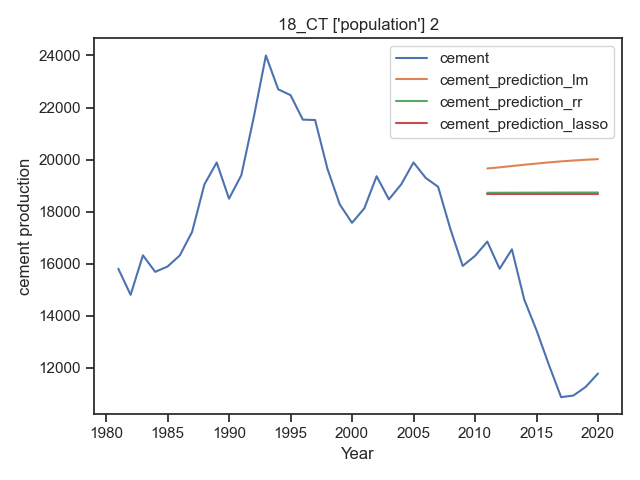 18_CT ['population'] 2
cement
cement_prediction_lm
cement_prediction_rr
cement_prediction_lasso
cement production
24000
22000
20000
18000
16000
14000
12000
1980 1985 1990 1995 2000 2005 2010 2015 2020
Year